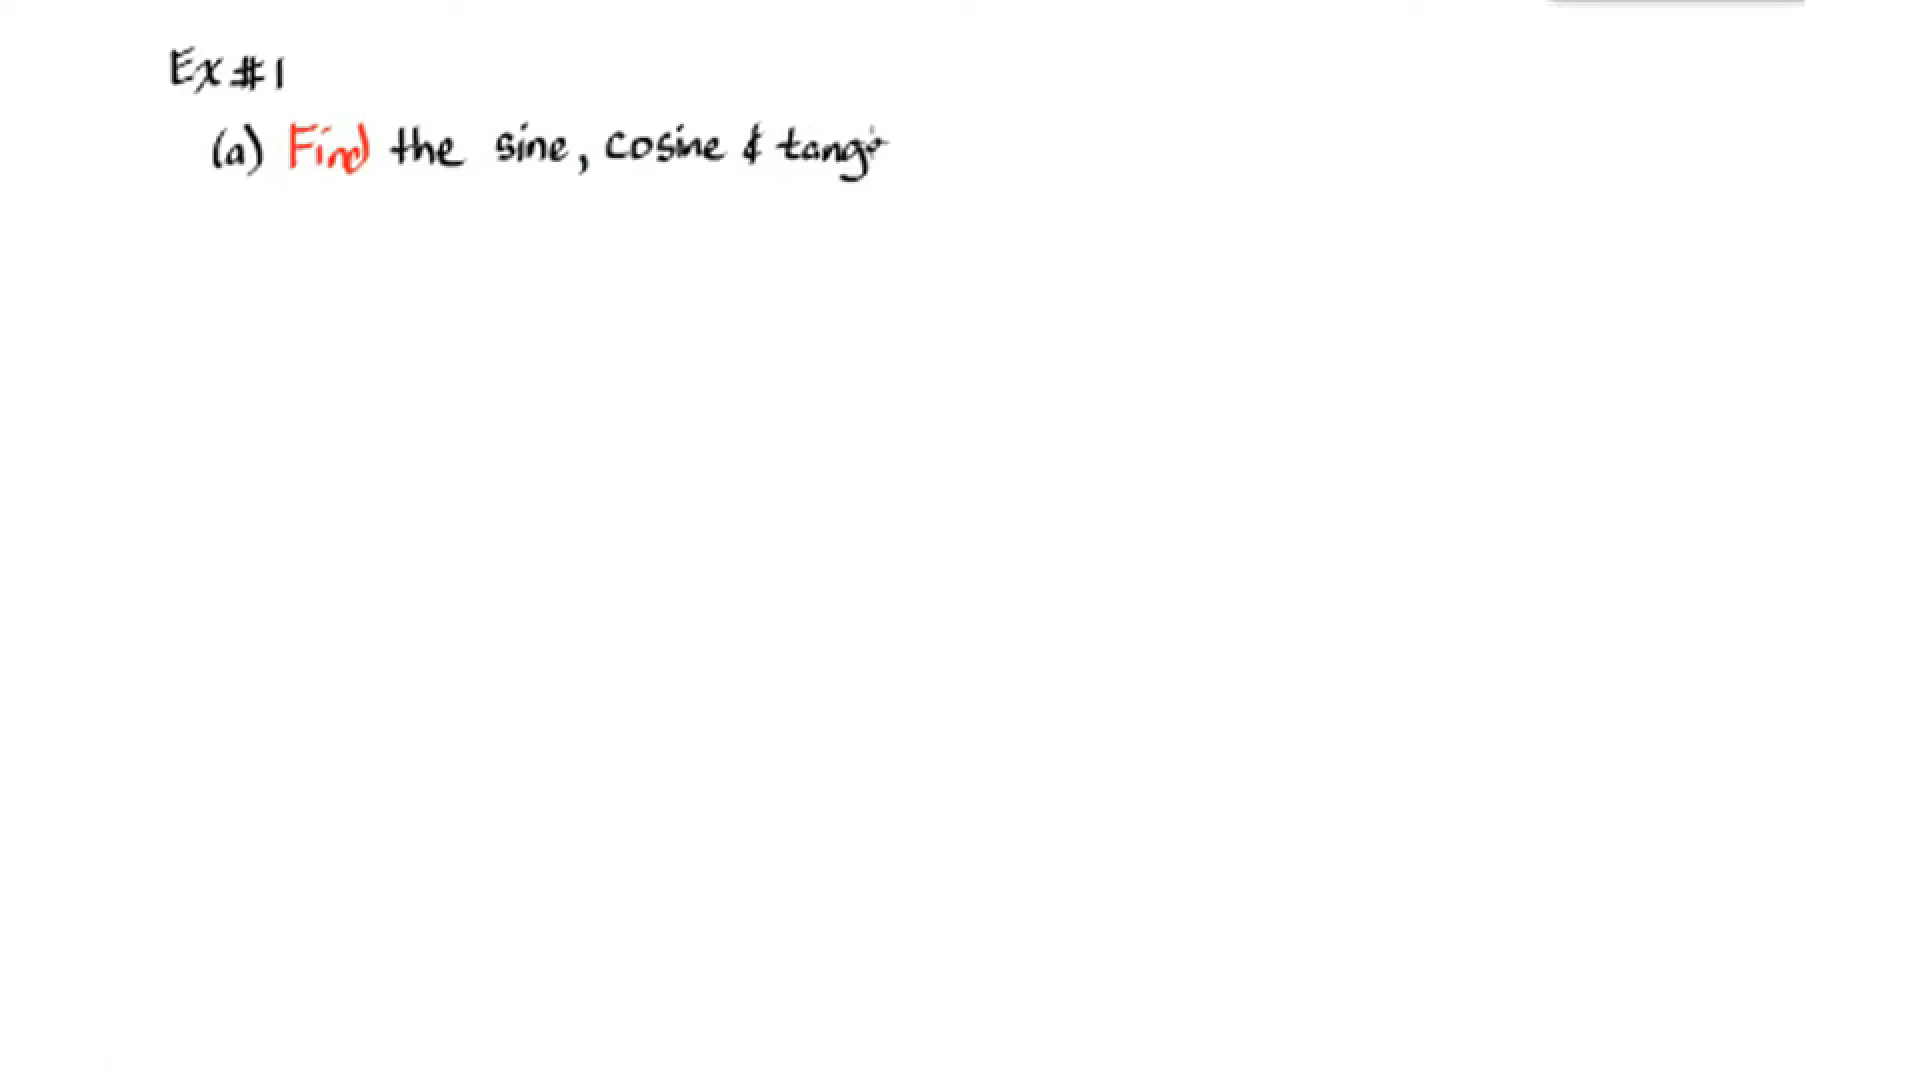 Ex #1
(a) Find the sine, cosine & tang